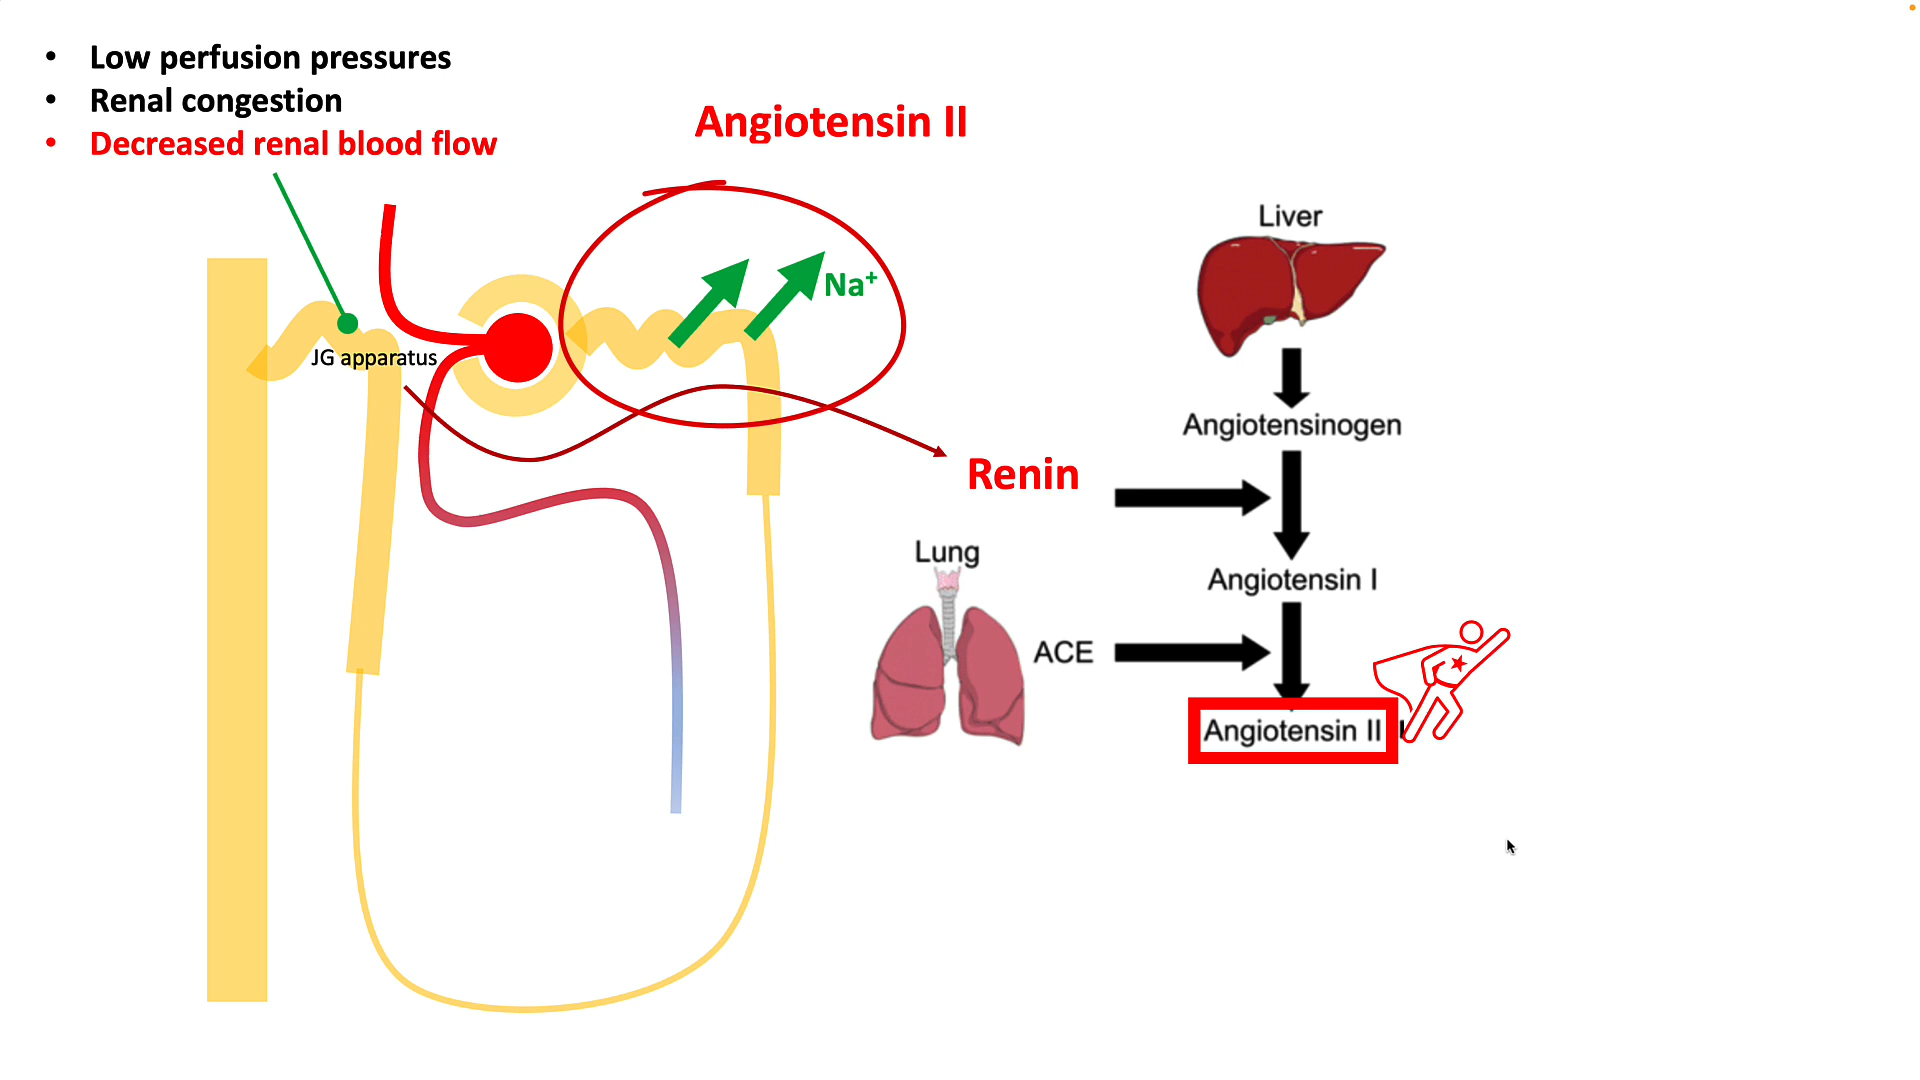 • Low perfusion pressures
• Renal congestion
• Decreased renal blood flow
Angiotensin II
Na⁺
JG apparatus
Renin
Liver
Angiotensinogen
Lung
Angiotensin I
ACE
Angiotensin II